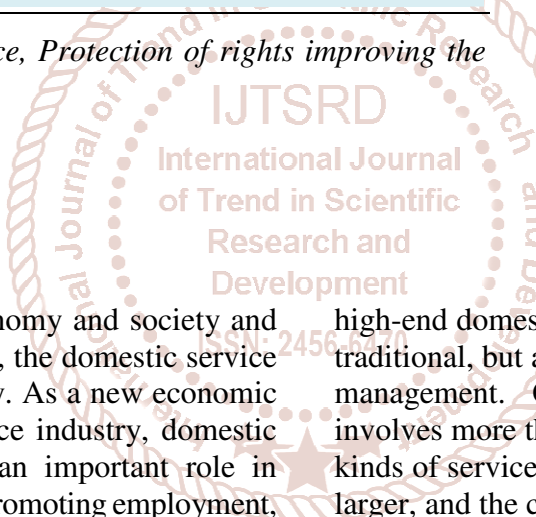 ce, Protection of rights improving the
IJTSRD
International Journal
of Trend in Scientific
Research and
Development
ISSN: 2456-6470
nomy and society and
, the domestic service
y. As a new economic
ce industry, domestic
an important role in
romoting employment,
high-end domes
traditional, but a
management.
involves more th
kinds of service
larger, and the c